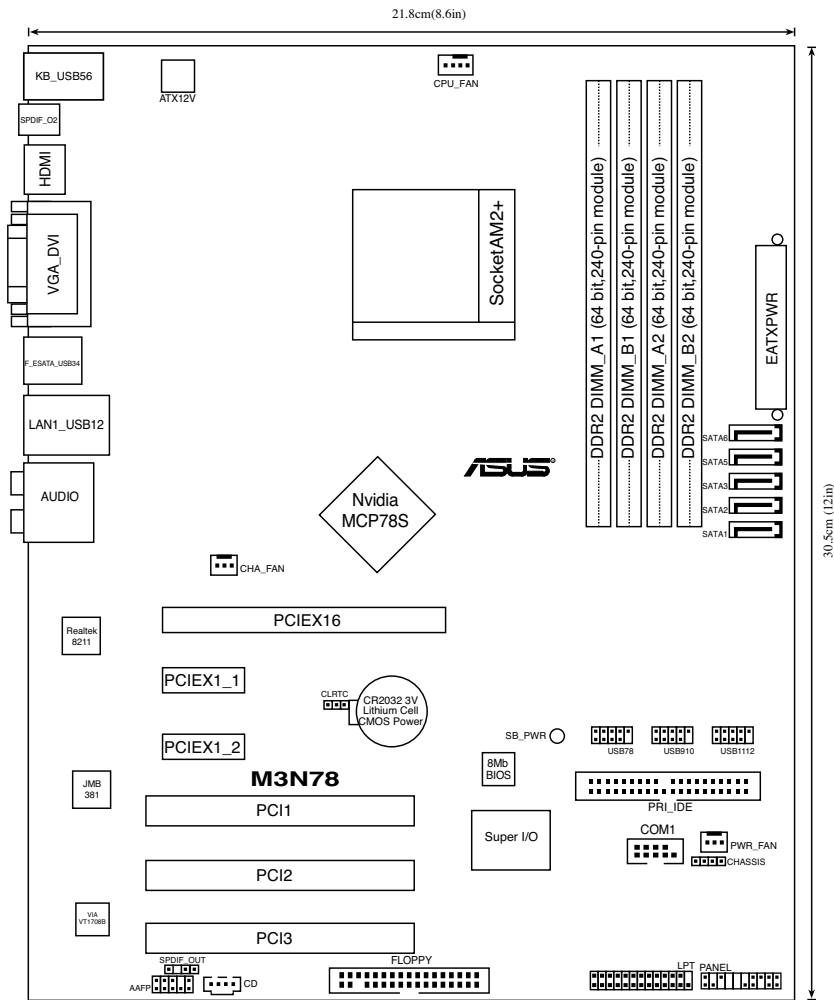 21.8cm(8.6in)
KB_USB56
ATX12V
CPU_FAN
SPDIF_O2
HDMI
VGA_DVI
SocketAM2+
DDR2 DIMM_A1 (64 bit,240-pin module)
DDR2 DIMM_B1 (64 bit,240-pin module)
DDR2 DIMM_A2 (64 bit,240-pin module)
DDR2 DIMM_B2 (64 bit,240-pin module)
EATXPWR
F_ESATA_USB34
LAN1_USB12
SATA6
SATA5
SATA3
SATA2
SATA1
30.5cm (12in)
ASUS
AUDIO
Nvidia
MCP78S
CHA_FAN
PCIEX16
Realtek
8211
PCIEX1_1
CLRTC
CR2032 3V
Lithium Cell
CMOS Power
PCIEX1_2
SB_PWR
USB78
USB910
USB1112
M3N78
8Mb
BIOS
JMB
381
PCI1
PRI_IDE
Super I/O
COM1
PWR_FAN
CHASSIS
PCI2
VIA
VT1708B
PCI3
SPDIF_OUT
FLOPPY
LPT
PANEL
AAFP
CD